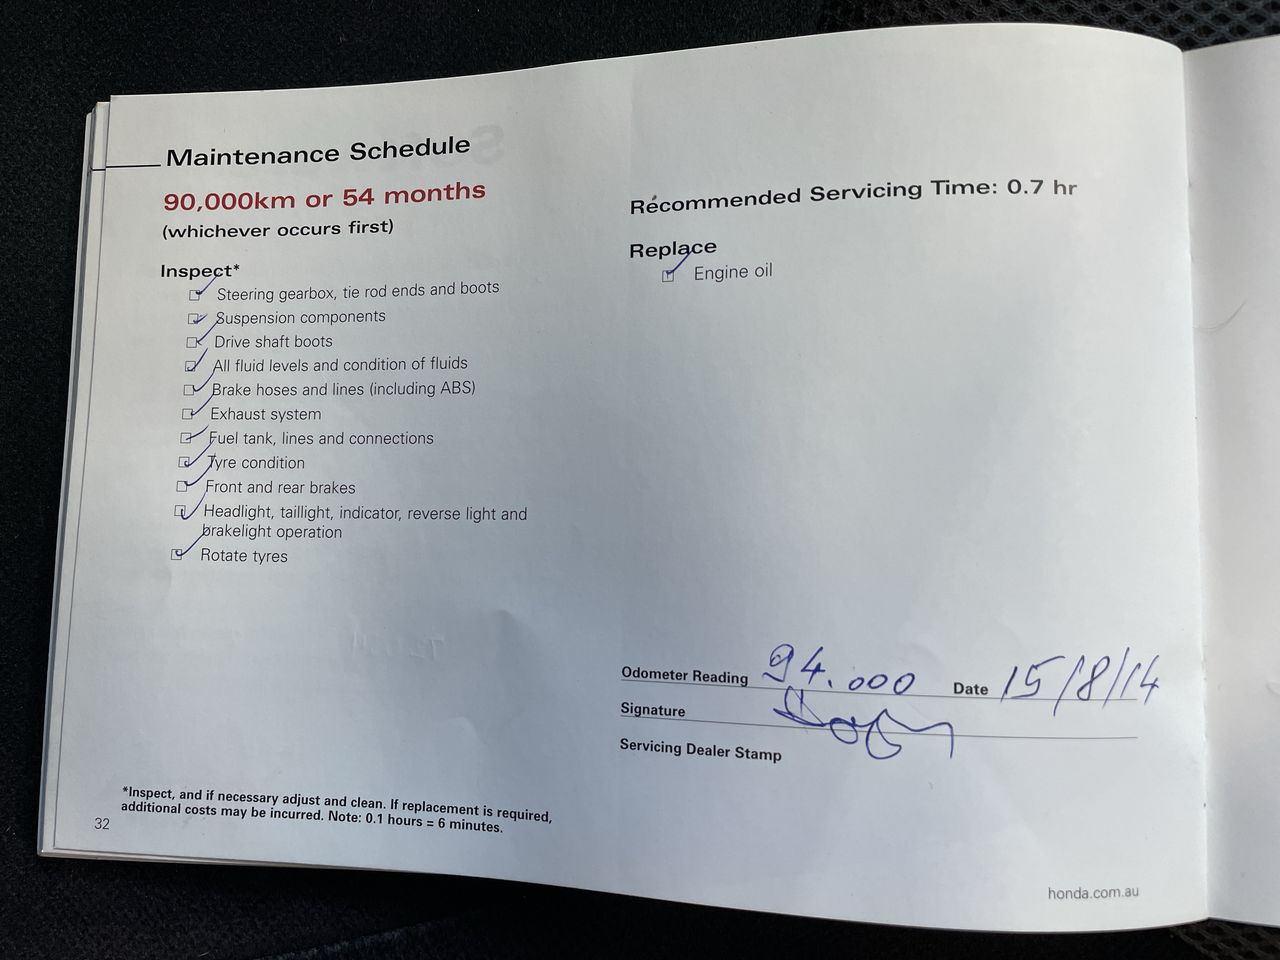 Maintenance Schedule
90,000km or 54 months
(whichever occurs first)
Inspect*
Steering gearbox, tie rod ends and boots
Suspension components
Drive shaft boots
All fluid levels and condition of fluids
Brake hoses and lines (including ABS)
Exhaust system
Fuel tank, lines and connections
Tyre condition
Front and rear brakes
Headlight, taillight, indicator, reverse light and
brakelight operation
Rotate tyres
*Inspect, and if necessary adjust and clean. If replacement is required,
additional costs may be incurred. Note: 0.1 hours = 6 minutes.
32
Recommended Servicing Time: 0.7 hr
Replace
Engine oil
Odometer Reading 94.000 Date 15/8/14
Signature
Servicing Dealer Stamp
honda.com.au